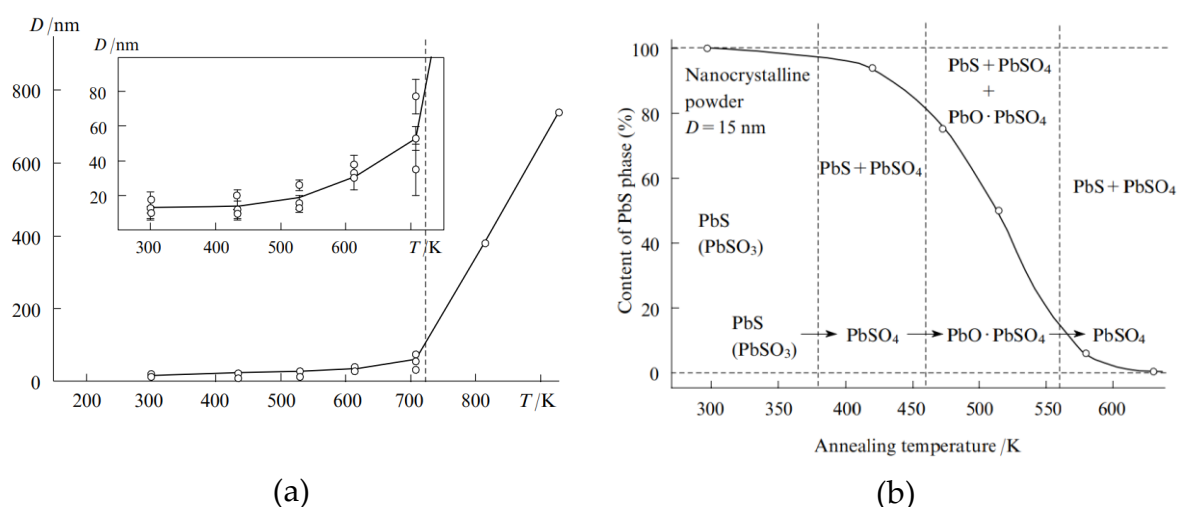 D/nm
800
600
400
200
0
D/nm
80
60
40
20
300
400
500
600
T/K
200
300
400
500
600
700
800
T/K
(a)
Content of PbS phase (%)
100
80
60
40
20
0
Nanocrystalline
powder
D = 15 nm
PbS + PbSO₄
+
PbO · PbSO₄
PbS + PbSO₄
PbS + PbSO₄
PbS
(PbSO₃)
PbS
(PbSO₃)
→ PbSO₄ → PbO · PbSO₄ → PbSO₄
300
350
400
450
500
550
600
Annealing temperature /K
(b)